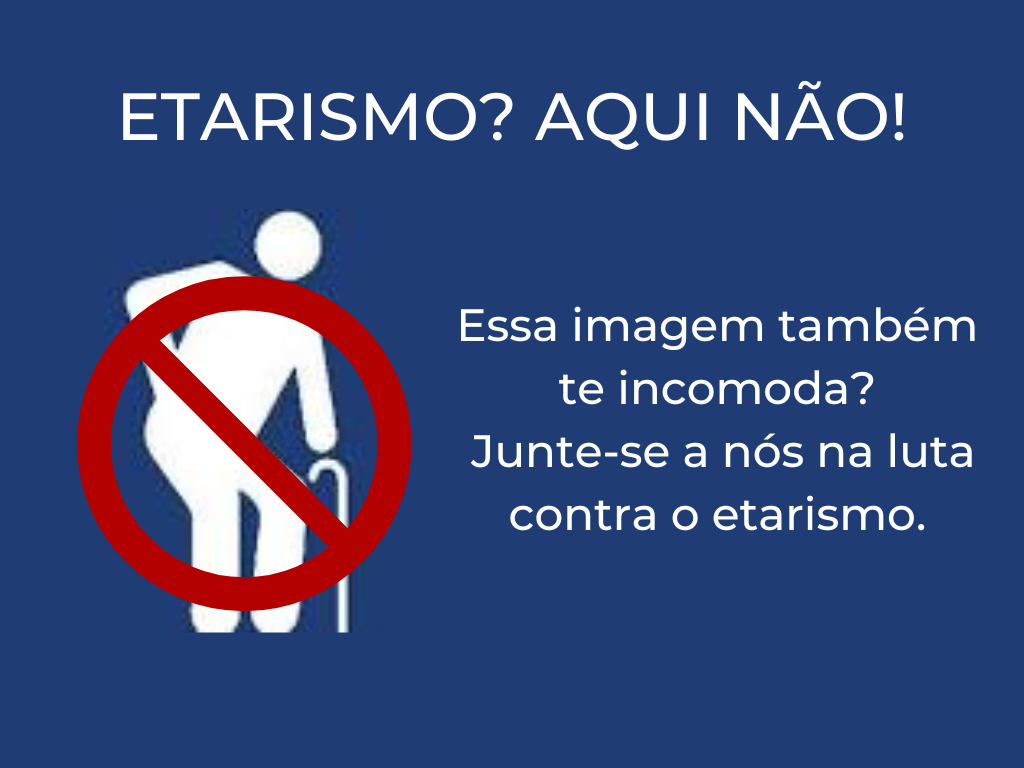 ETARISMO? AQUI NÃO!
Essa imagem também
te incomoda?
Junte-se a nós na luta
contra o etarismo.